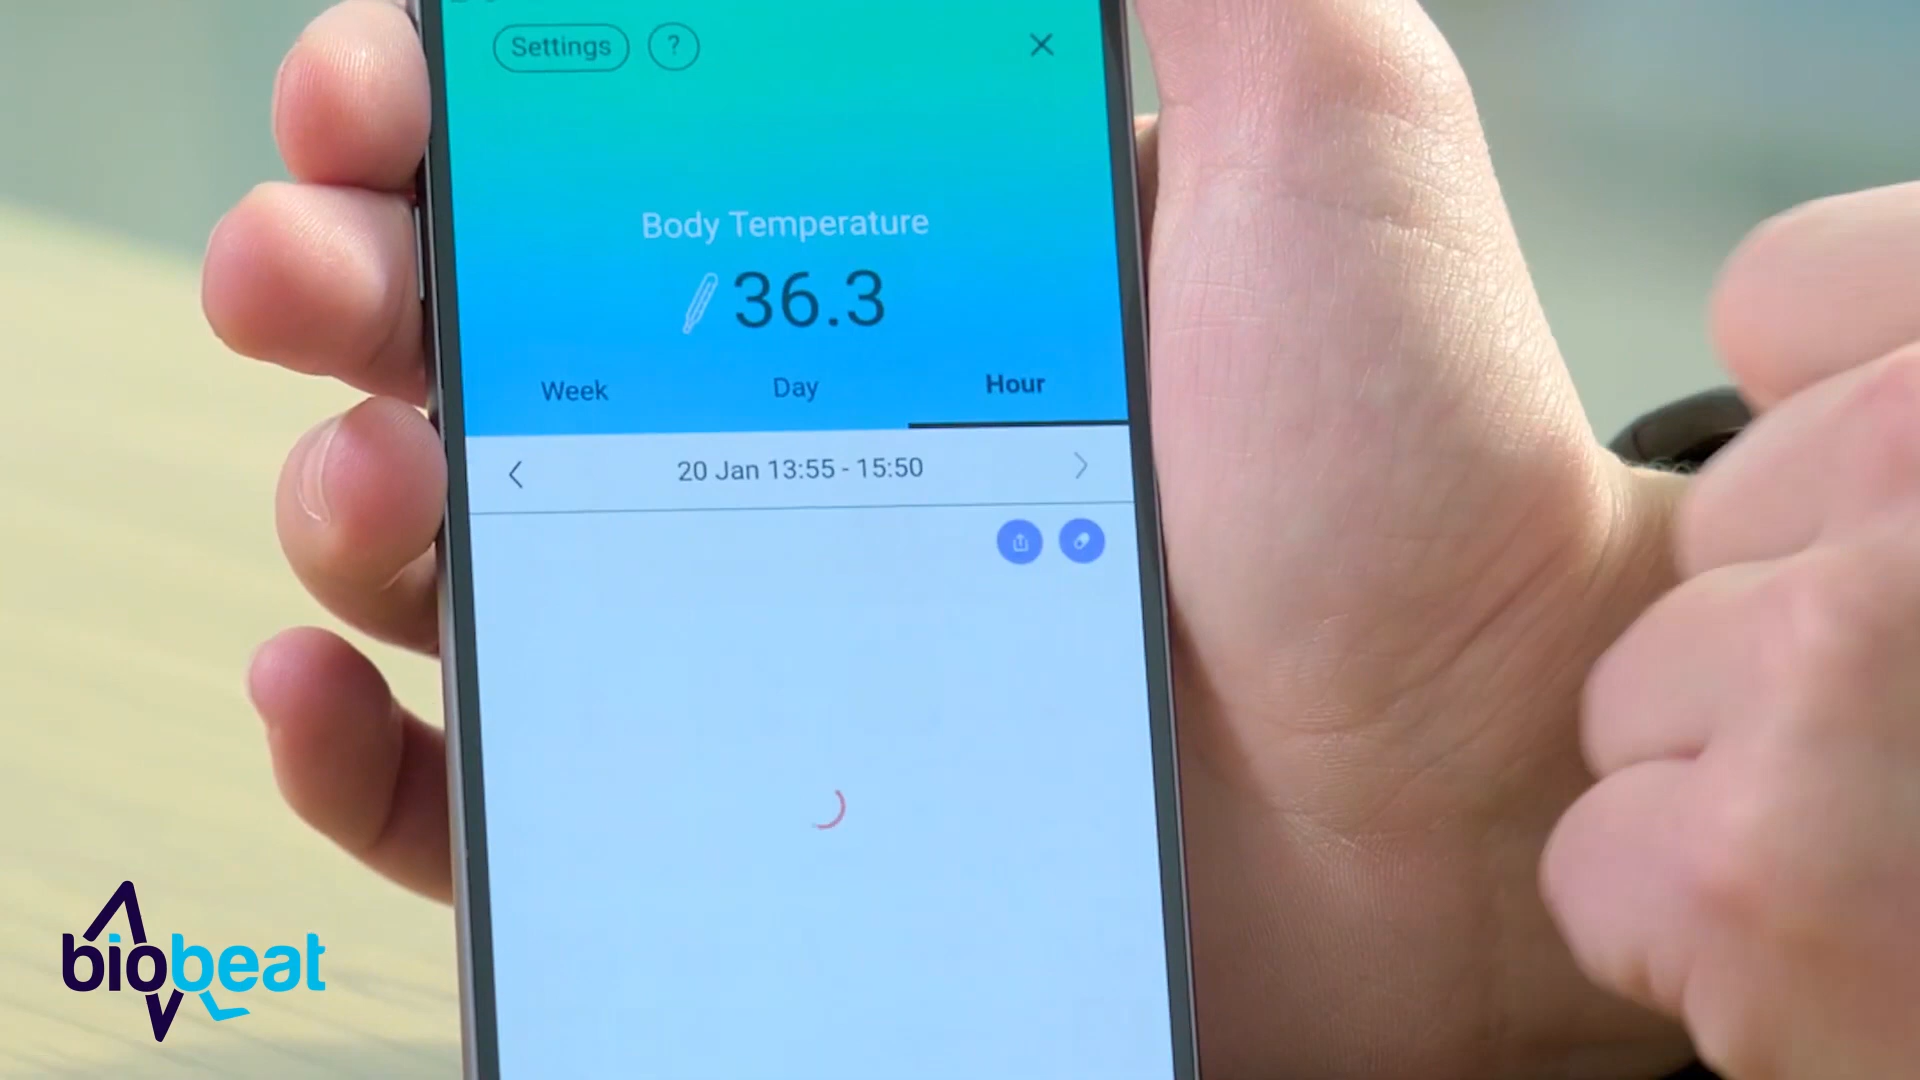 Settings ?
Body Temperature
36.3
Week Day Hour
20 Jan 13:55 - 15:50
biobeat